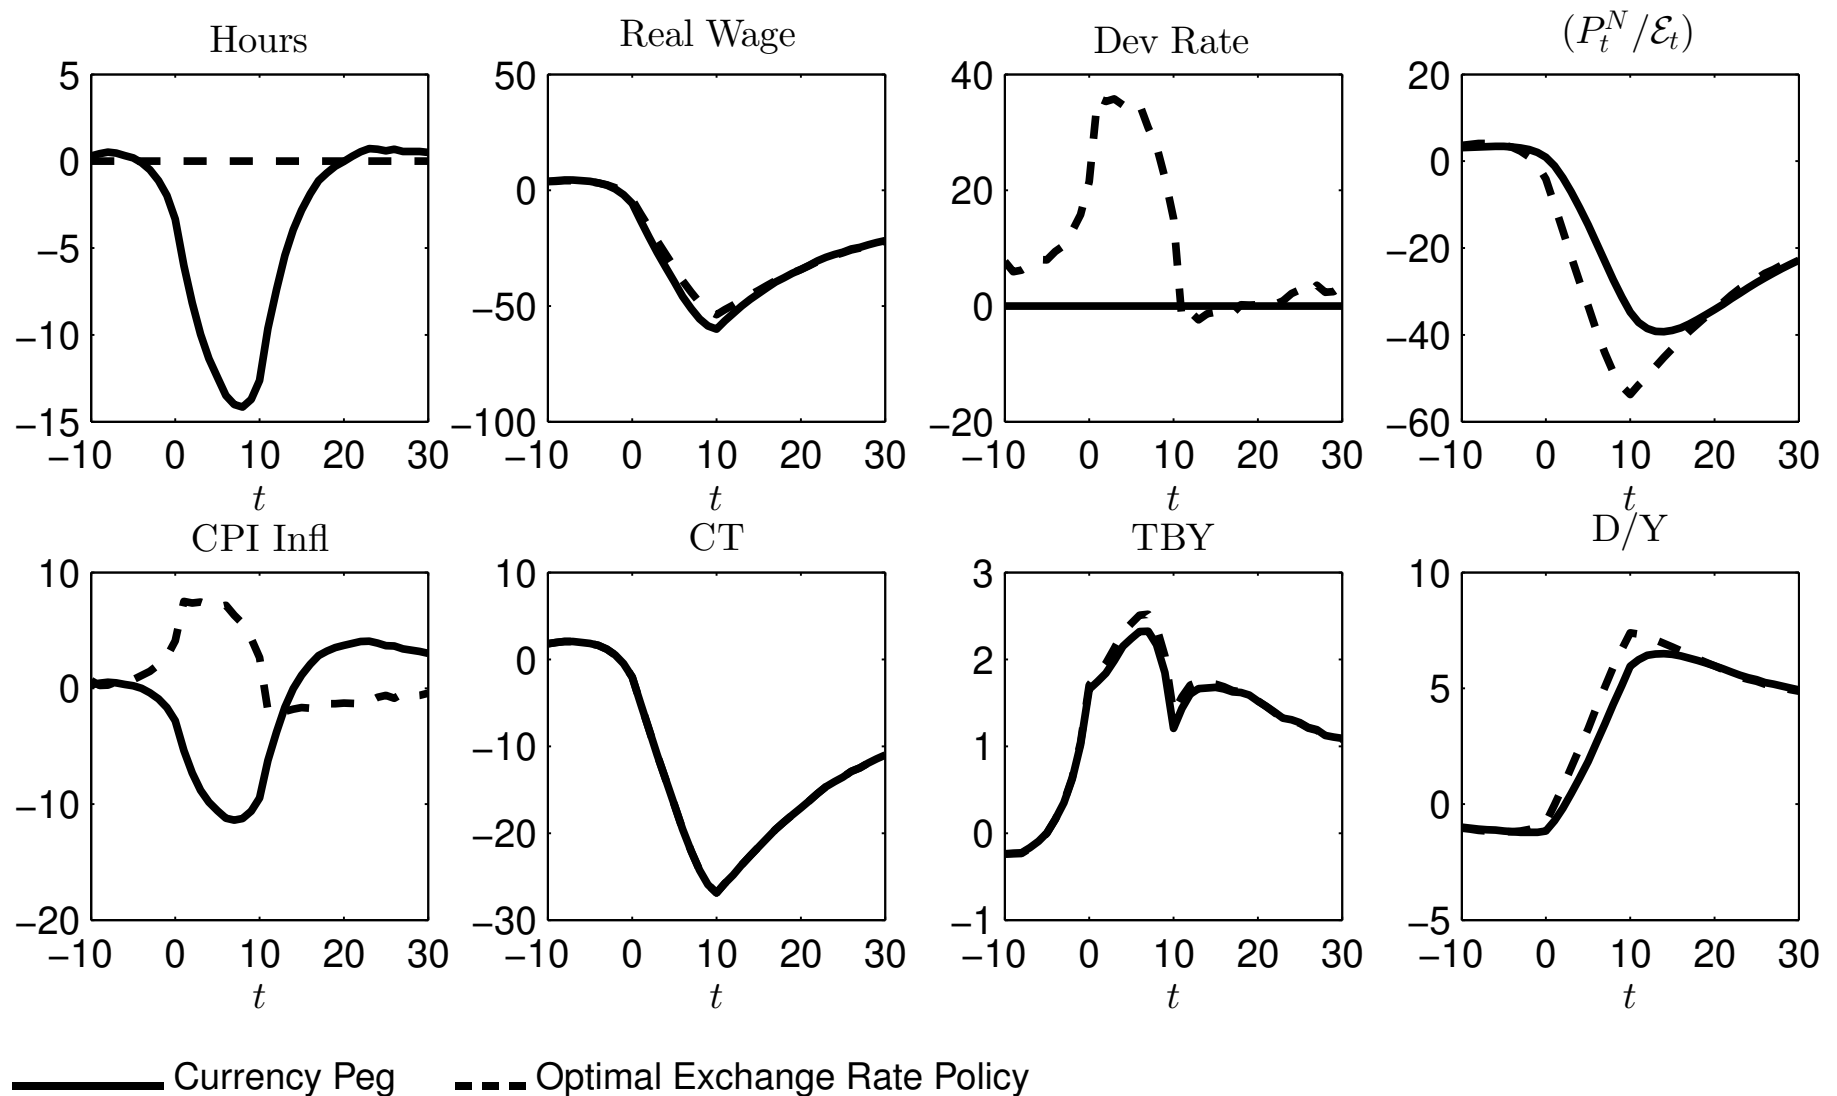 Hours
Real Wage
Dev Rate
(P_t^N/ℰ_t)
5
0
−5
−10
−15
−10 0 10 20 30
t
50
0
−50
−100
−10 0 10 20 30
t
40
20
0
−20
−10 0 10 20 30
t
20
0
−20
−40
−60
−10 0 10 20 30
t
CPI Infl
CT
TBY
D/Y
10
0
−10
−20
−10 0 10 20 30
t
10
0
−10
−20
−30
−10 0 10 20 30
t
3
2
1
0
−1
−10 0 10 20 30
t
10
5
0
−5
−10 0 10 20 30
t
Currency Peg
Optimal Exchange Rate Policy